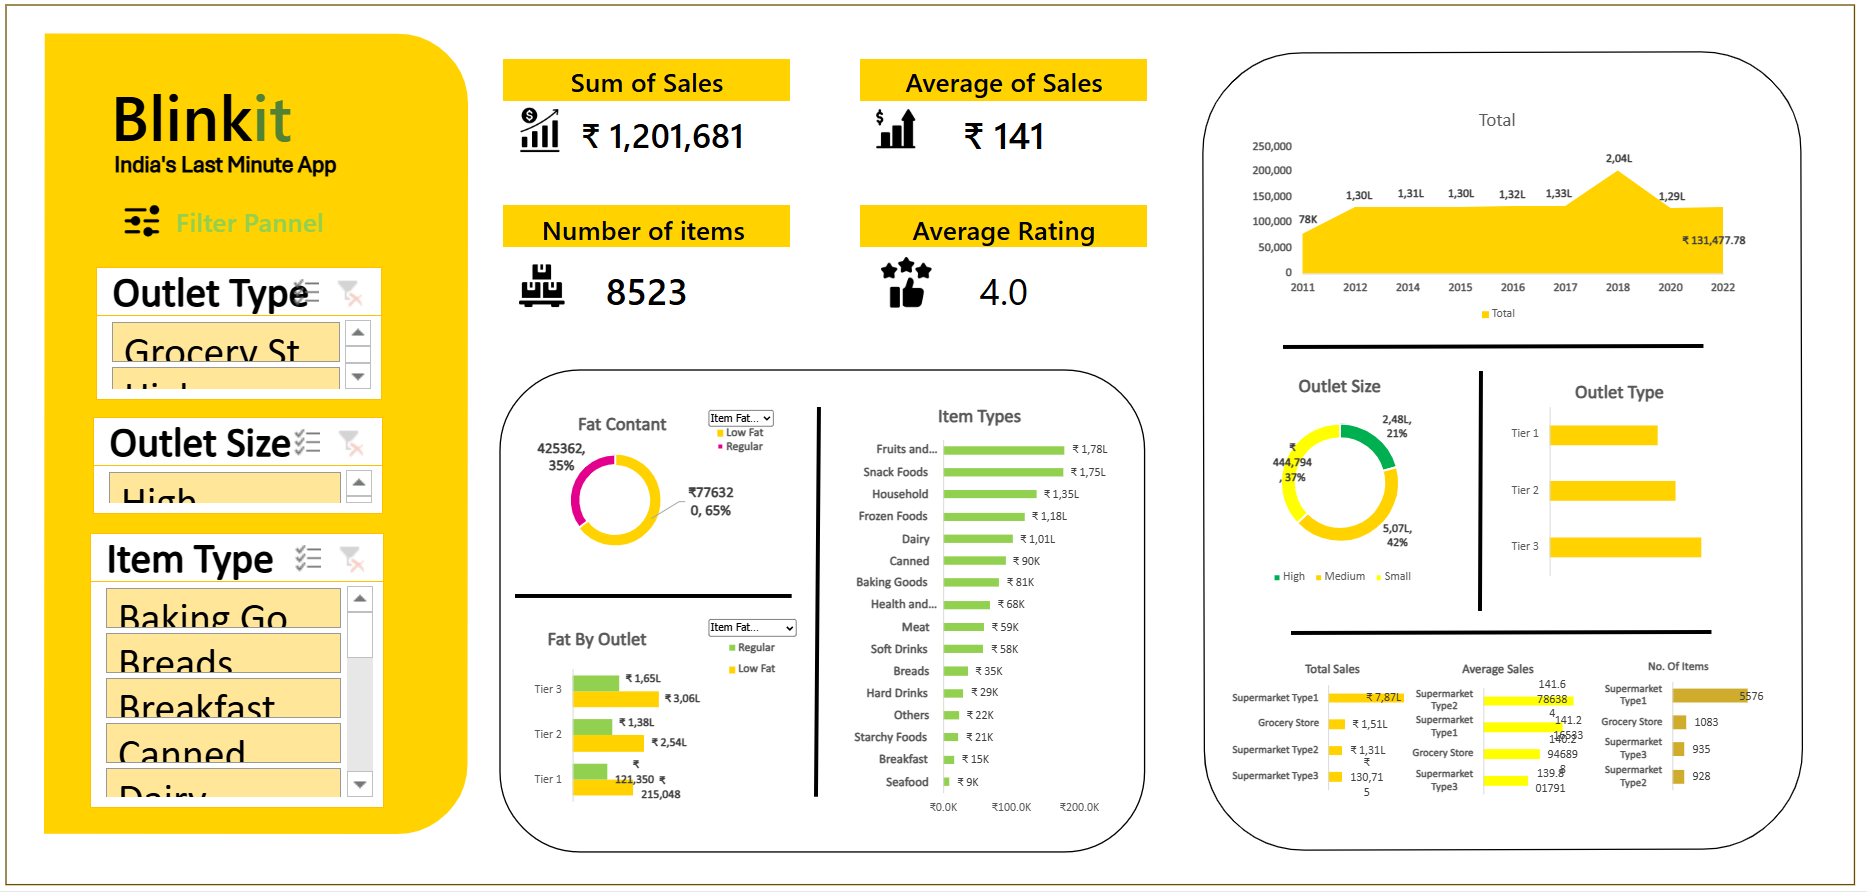 Blinkit
India's Last Minute App
Filter Pannel
Outlet Type
Grocery St
Outlet Size
High
Item Type
Baking Go
Breads
Breakfast
Canned
Dairy
Sum of Sales
₹ 1,201,681
Average of Sales
₹ 141
Number of items
8523
Average Rating
4.0
Fat Contant
Item Fat...
Low Fat
Regular
425362,
35%
₹77632
0, 65%
Fat By Outlet
Item Fat...
Regular
Low Fat
Tier 3
₹ 1,65L
₹ 3,06L
Tier 2
₹ 1,38L
₹ 2,54L
Tier 1
₹
121,350
₹
215,048
Item Types
Fruits and... ₹ 1,78L
Snack Foods ₹ 1,75L
Household ₹ 1,35L
Frozen Foods ₹ 1,18L
Dairy ₹ 1,01L
Canned ₹ 90K
Baking Goods ₹ 81K
Health and... ₹ 68K
Meat ₹ 59K
Soft Drinks ₹ 58K
Breads ₹ 35K
Hard Drinks ₹ 29K
Others ₹ 22K
Starchy Foods ₹ 21K
Breakfast ₹ 15K
Seafood ₹ 9K
₹0.0K ₹100.0K ₹200.0K
Total
250,000
200,000
150,000
100,000
50,000
0
78K 1,30L 1,31L 1,30L 1,32L 1,33L 2,04L 1,29L ₹ 131,477.78
2011 2012 2014 2015 2016 2017 2018 2020 2022
Total
Outlet Size
2,48L,
21%
₹
444,794
, 37%
5,07L,
42%
High Medium Small
Outlet Type
Tier 1
Tier 2
Tier 3
Total Sales
Supermarket Type1 ₹ 7,87L
Grocery Store ₹ 1,51L
Supermarket Type2 ₹ 1,31L
Supermarket Type3
₹
130,71
5
Average Sales
Supermarket
Type2
141.6
78638
4
Supermarket
Type1
141.2
Grocery Store
94689
8
Supermarket
Type3
139.8
01791
No. Of Items
Supermarket
Type1
5576
Grocery Store 1083
Supermarket
Type3
935
Supermarket
Type2
928